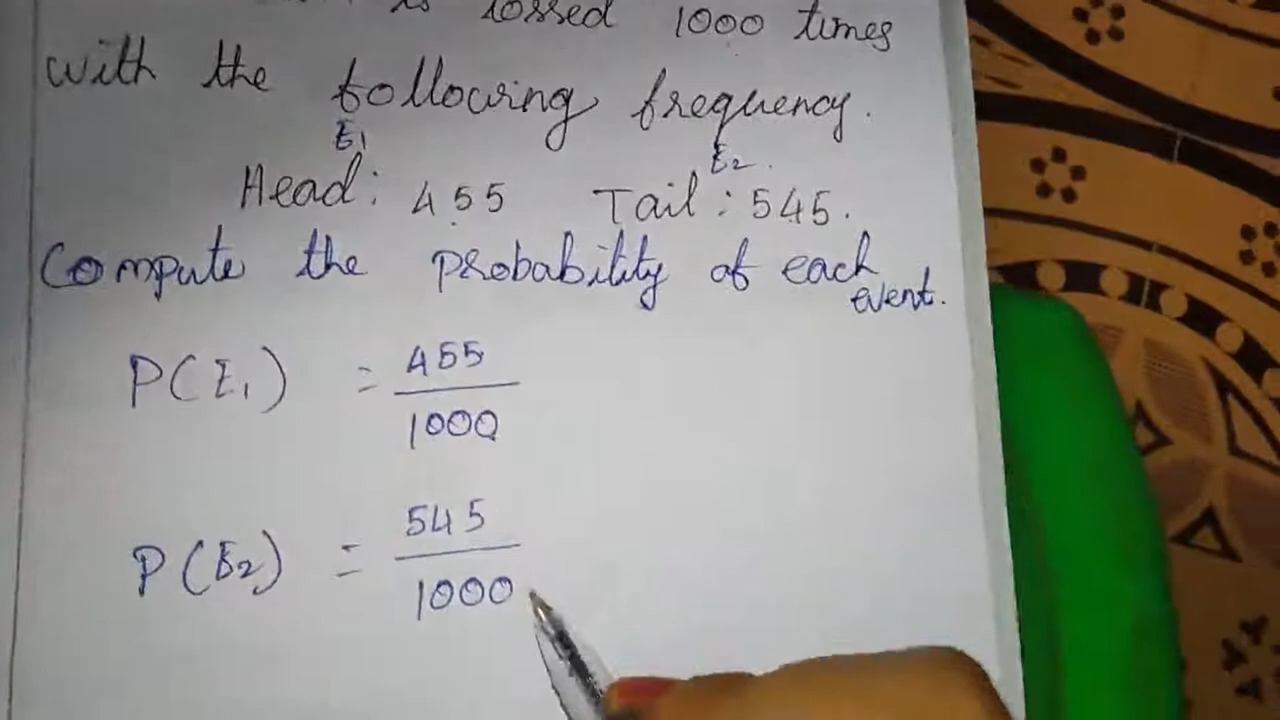 is tossed 1000 times
with the following frequency.
E1 E2.
Head: 455 Tail: 545.
Compute the probability of each
event.
P(E1) = 455/1000
P(E2) = 545/1000